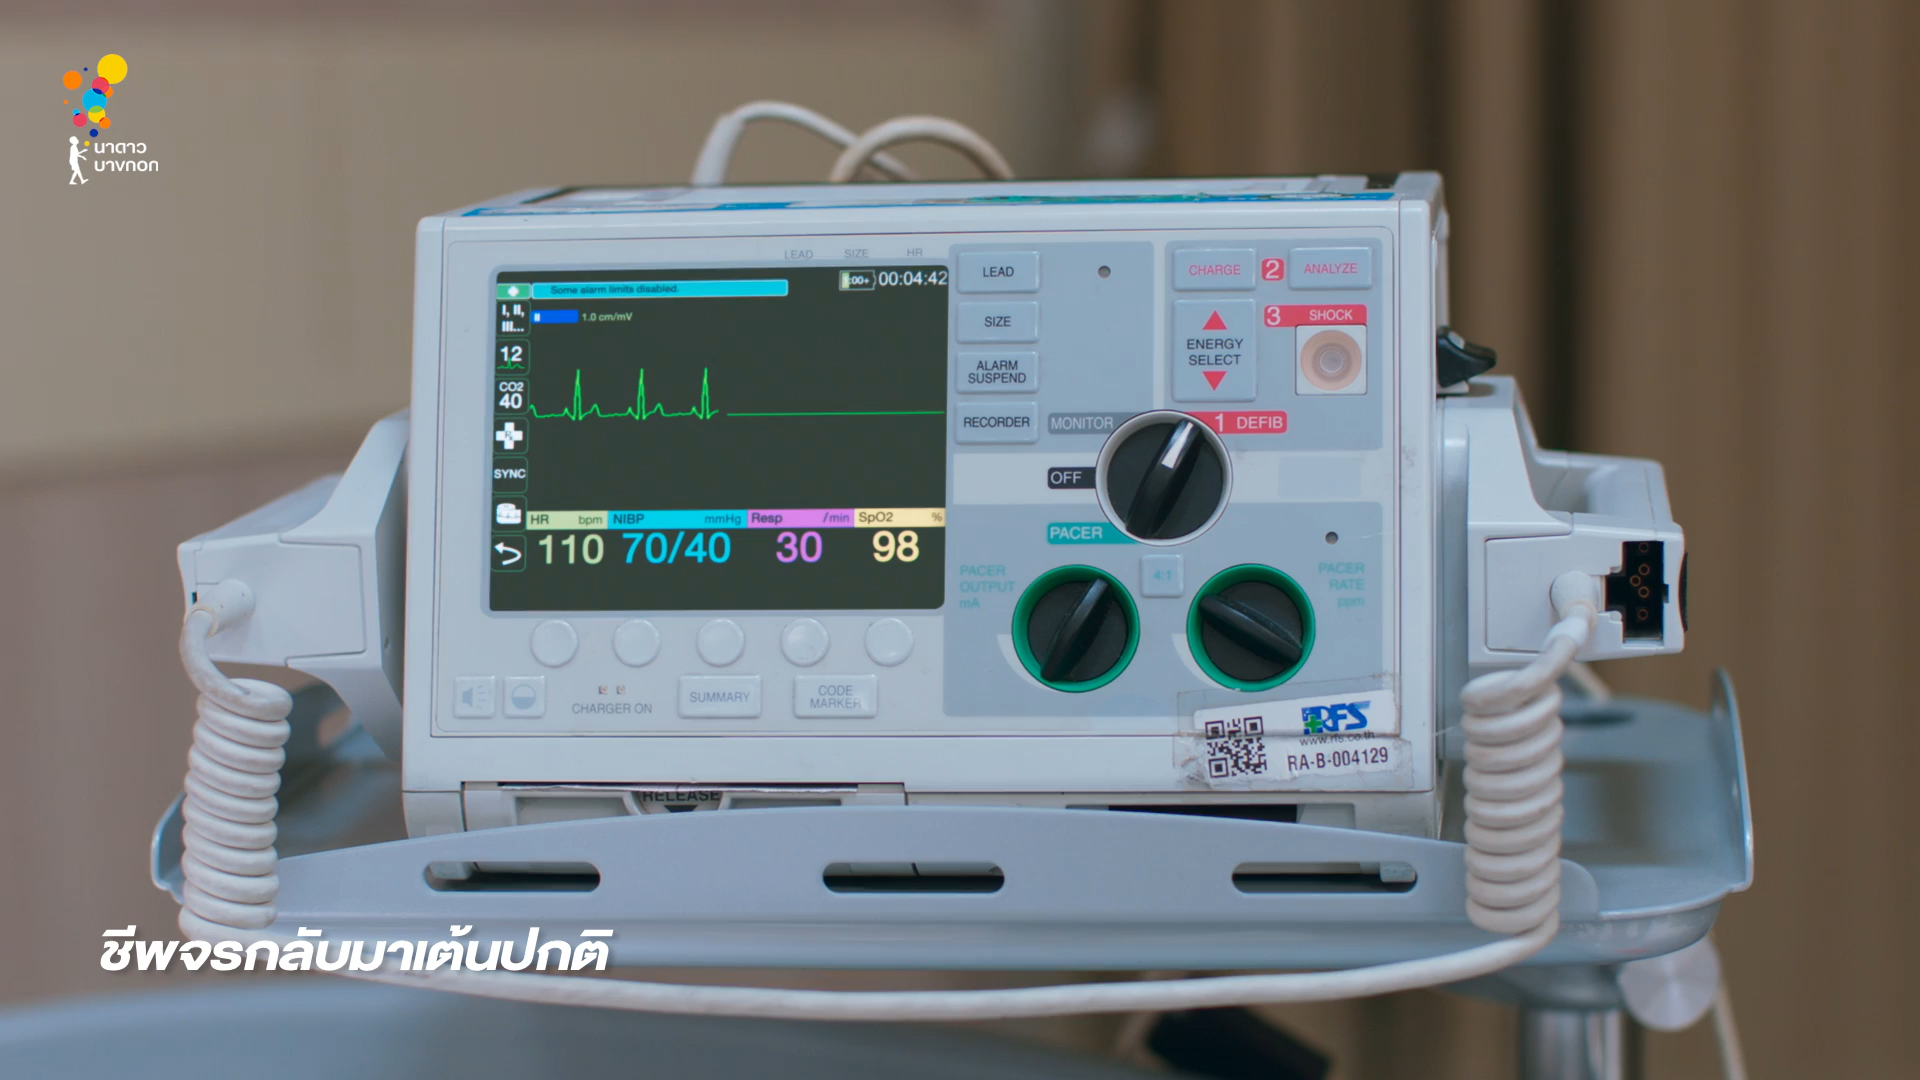 นาดาว
บางกอก
LEAD SIZE HR
Some alarm limits disabled.
00:04:42
I, II,
III...
1.0 cm/mV
12
CO2
40
SYNC
HR bpm NIBP mmHg Resp /min SpO2 %
110 70/40 30 98
CHARGER ON
SUMMARY
CODE
MARKER
RELEASE
LEAD
SIZE
ALARM
SUSPEND
RECORDER
CHARGE 2 ANALYZE
ENERGY
SELECT
3 SHOCK
MONITOR
1 DEFIB
OFF
PACER
PACER
OUTPUT
mA
4:1
PACER
RATE
ppm
RFS
www.rfs.co.th
RA-B-004129
ชีพจรกลับมาเต้นปกติ